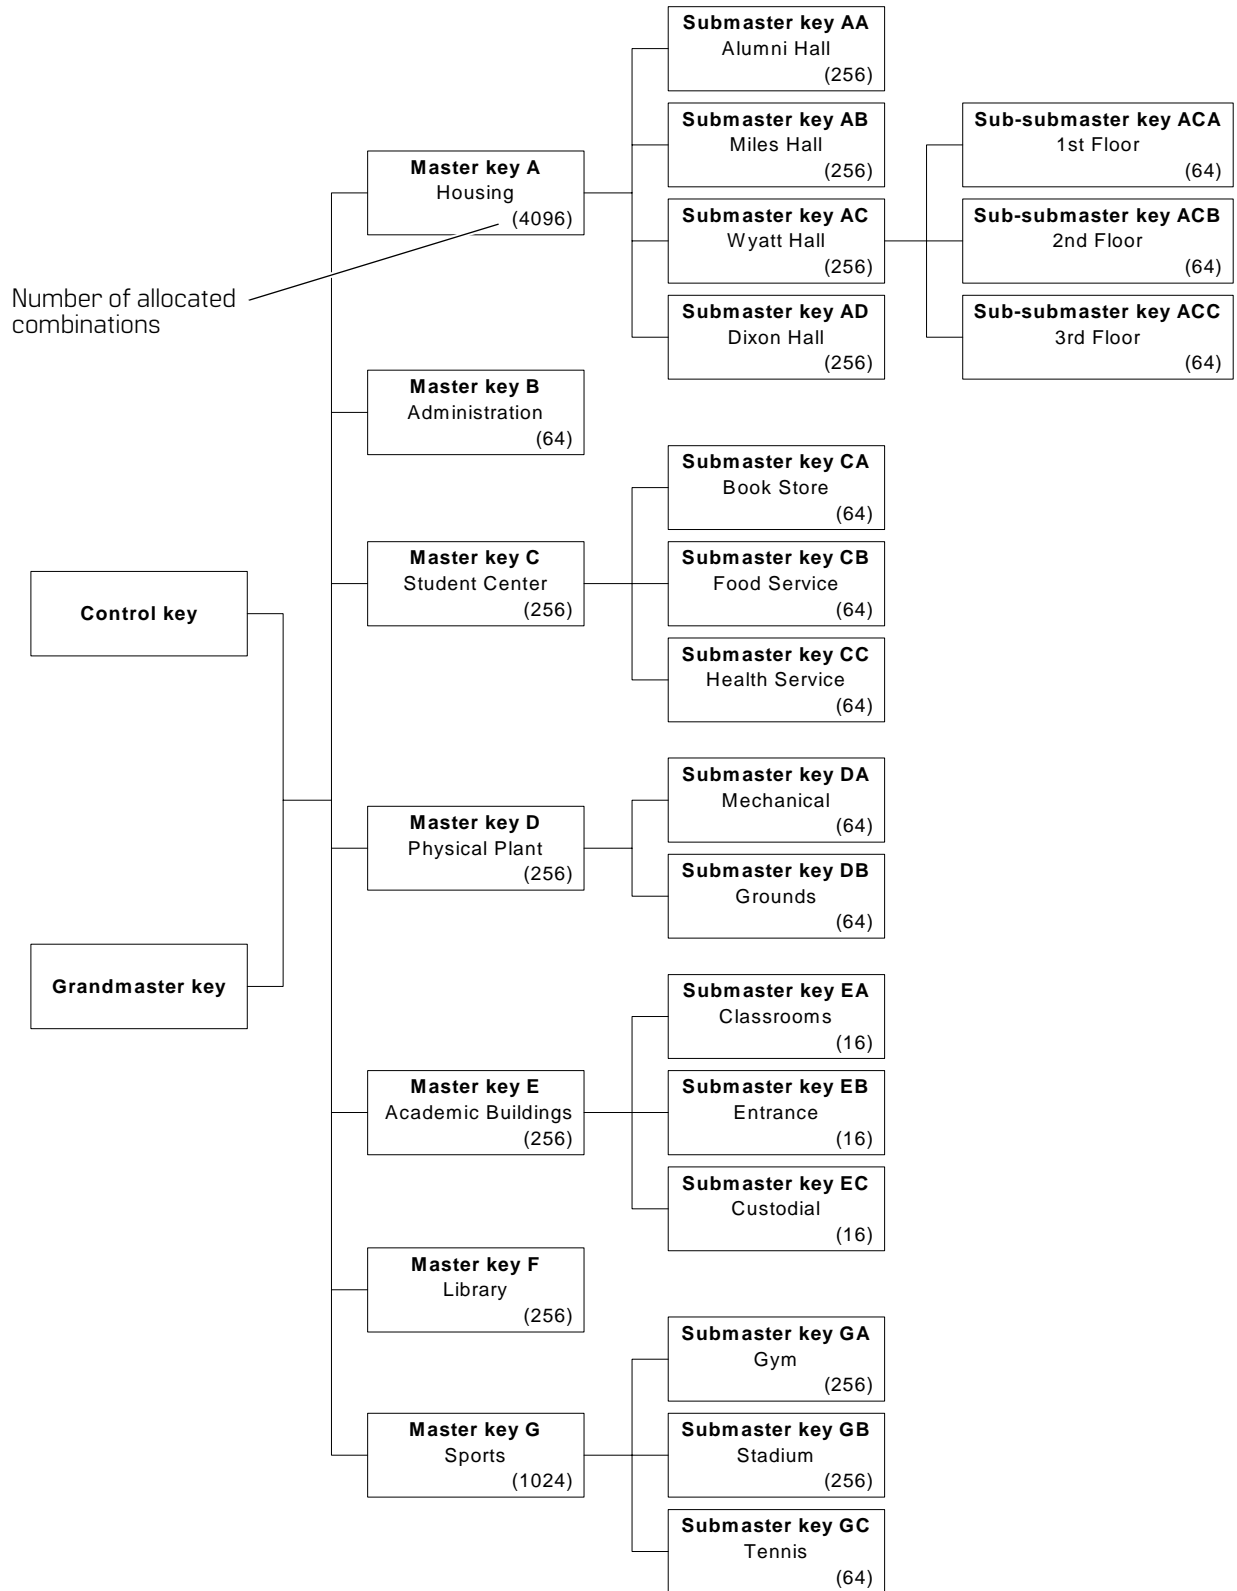 Submaster key AA
Alumni Hall
(256)
Submaster key AB
Miles Hall
(256)
Sub-submaster key ACA
1st Floor
(64)
Master key A
Housing
(4096)
Submaster key AC
Wyatt Hall
(256)
Sub-submaster key ACB
2nd Floor
(64)
Number of allocated
combinations
Submaster key AD
Dixon Hall
(256)
Sub-submaster key ACC
3rd Floor
(64)
Master key B
Administration
(64)
Submaster key CA
Book Store
(64)
Master key C
Student Center
(256)
Submaster key CB
Food Service
(64)
Control key
Submaster key CC
Health Service
(64)
Submaster key DA
Mechanical
(64)
Master key D
Physical Plant
(256)
Submaster key DB
Grounds
(64)
Grandmaster key
Submaster key EA
Classrooms
(16)
Master key E
Academic Buildings
(256)
Submaster key EB
Entrance
(16)
Submaster key EC
Custodial
(16)
Master key F
Library
(256)
Submaster key GA
Gym
(256)
Master key G
Sports
(1024)
Submaster key GB
Stadium
(256)
Submaster key GC
Tennis
(64)